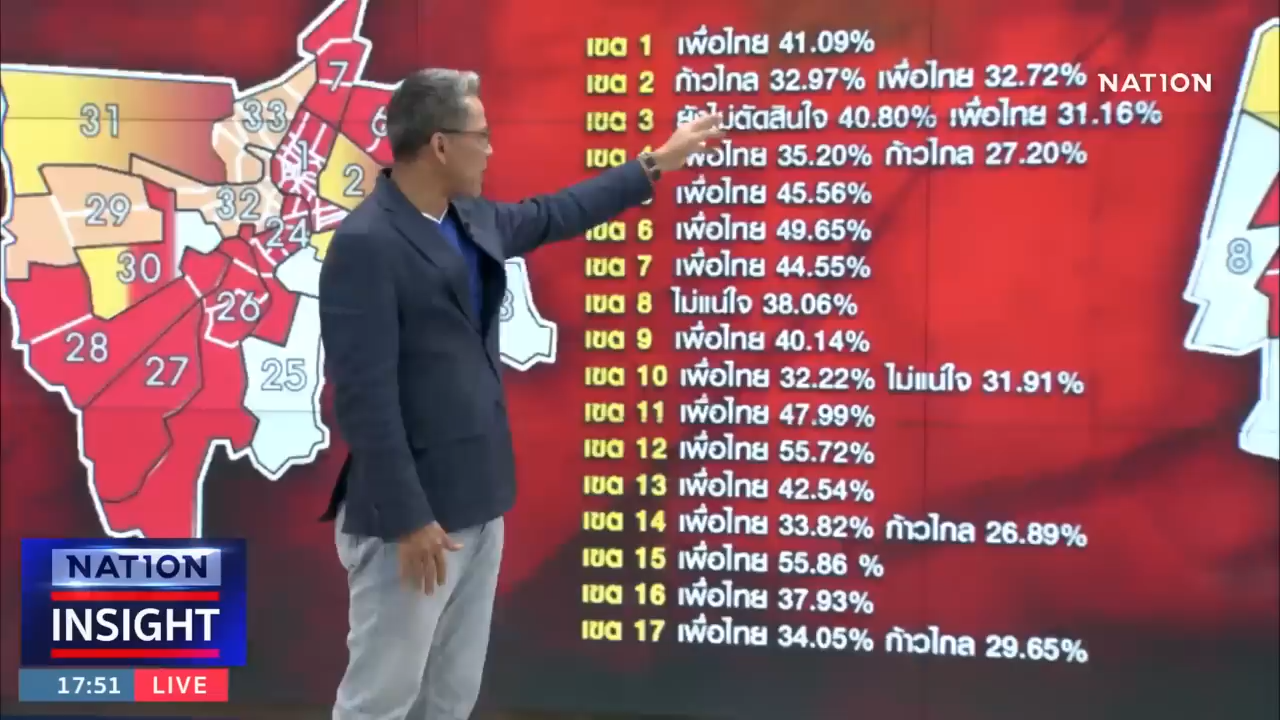 เขต 1 เพื่อไทย 41.09%
เขต 2 ก้าวไกล 32.97% เพื่อไทย 32.72%
เขต 3 ยังไม่ตัดสินใจ 40.80% เพื่อไทย 31.16%
เขต เพื่อไทย 35.20% ก้าวไกล 27.20%
เพื่อไทย 45.56%
เขต 6 เพื่อไทย 49.65%
เขต 7 เพื่อไทย 44.55%
เขต 8 ไม่แน่ใจ 38.06%
เขต 9 เพื่อไทย 40.14%
เขต 10 เพื่อไทย 32.22% ไม่แน่ใจ 31.91%
เขต 11 เพื่อไทย 47.99%
เขต 12 เพื่อไทย 55.72%
เขต 13 เพื่อไทย 42.54%
เขต 14 เพื่อไทย 33.82% ก้าวไกล 26.89%
เขต 15 เพื่อไทย 55.86 %
เขต 16 เพื่อไทย 37.93%
เขต 17 เพื่อไทย 34.05% ก้าวไกล 29.65%
NATION
7
31
33
6
1
2
29
32
24
30
26
28
27
25
8
NATION
INSIGHT
17:51 LIVE